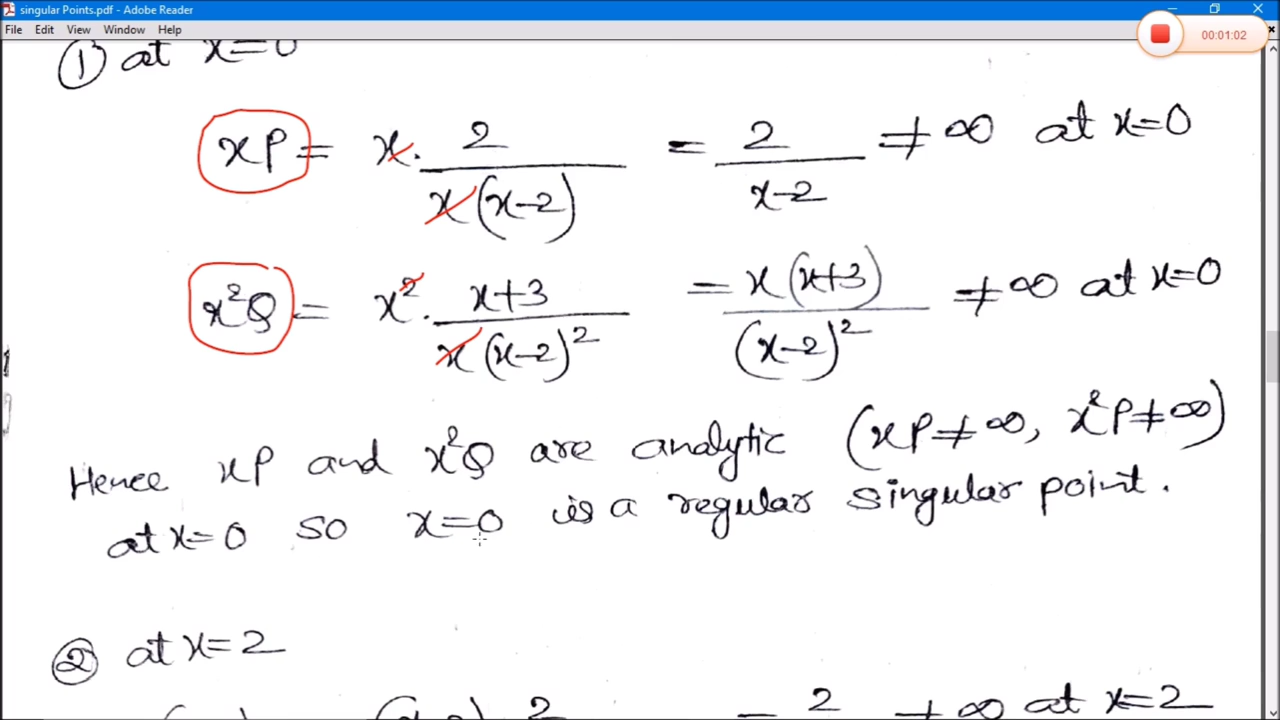 singular Points.pdf - Adobe Reader
File Edit View Window Help
00:01:02
① at x=0
xP = x. 2/x(x-2) = 2/x-2 ≠ ∞ at x=0
x²Q = x². x+3/x(x-2)² = x(x+3)/(x-2)² ≠ ∞ at x=0
Hence xP and x²Q are analytic (xP≠∞, x²P≠∞)
at x=0 so x=0 is a regular singular point.
② at x=2
2 = 2 ≠ ∞ at x=2